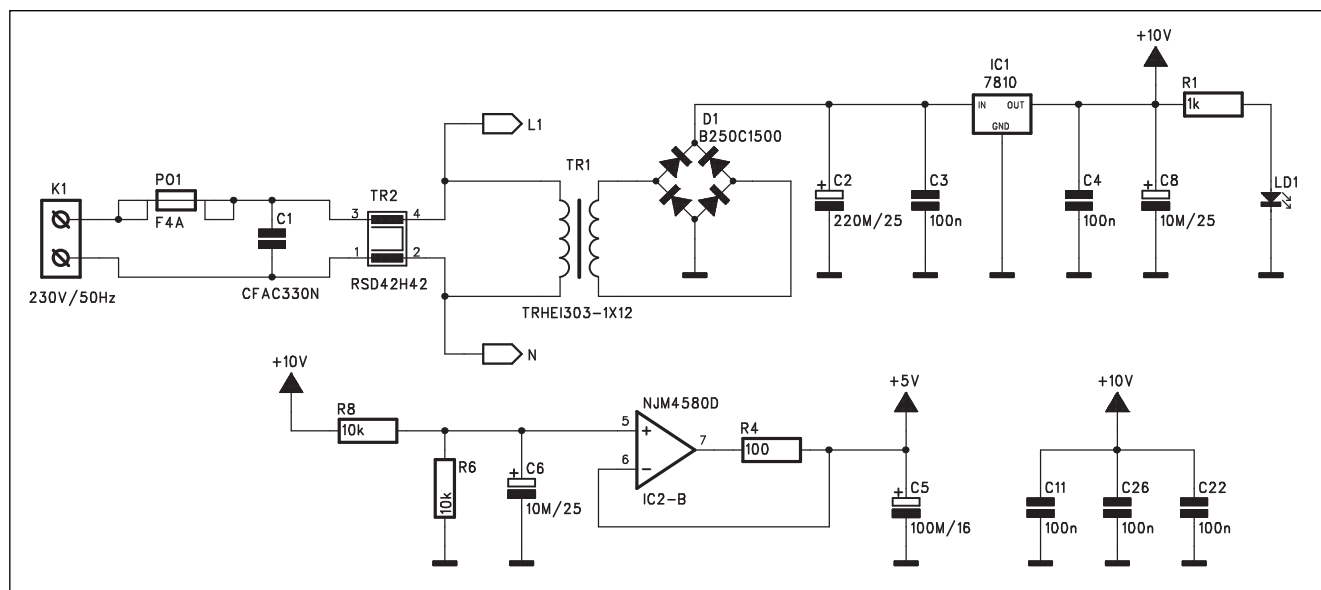 +10V
IC1
7810
R1
1k
IN OUT
GND
L1
D1
B250C1500
TR1
K1
PO1
F4A
C1
TR2
3
4
1
2
C2
220M/25
C3
100n
C4
100n
C8
10M/25
LD1
230V/50Hz
CFAC330N
RSD42H42
TRHEI303-1X12
N
+10V
R8
10k
R6
10k
C6
10M/25
NJM4580D
5
+
6
−
7
IC2-B
R4
100
+5V
C5
100M/16
+10V
C11
100n
C26
100n
C22
100n